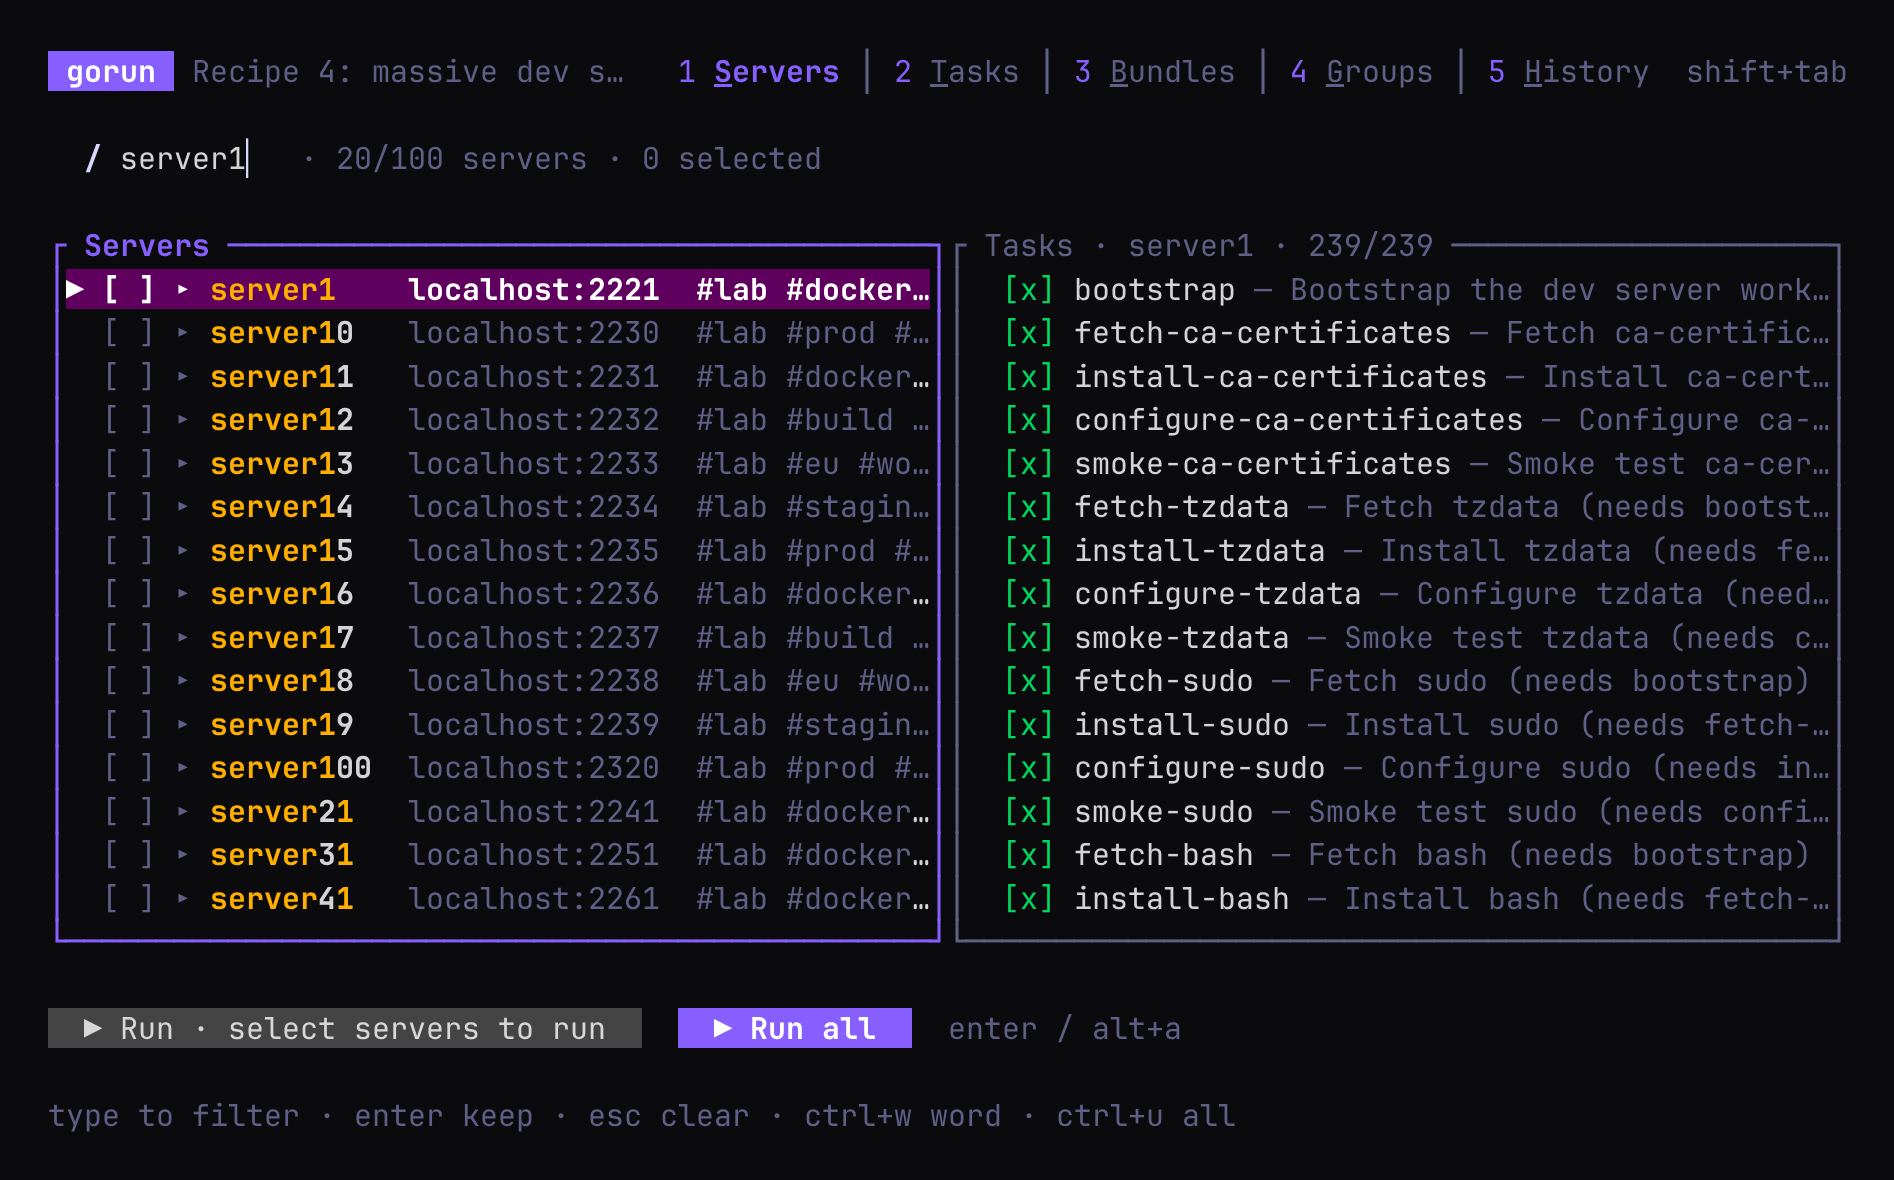 gorun Recipe 4: massive dev s… 1 Servers │ 2 Tasks │ 3 Bundles │ 4 Groups │ 5 History shift+tab
/ server1 · 20/100 servers · 0 selected
Servers
▶ [ ] ▸ server1 localhost:2221 #lab #docker…
[ ] ▸ server10 localhost:2230 #lab #prod #…
[ ] ▸ server11 localhost:2231 #lab #docker…
[ ] ▸ server12 localhost:2232 #lab #build …
[ ] ▸ server13 localhost:2233 #lab #eu #wo…
[ ] ▸ server14 localhost:2234 #lab #stagin…
[ ] ▸ server15 localhost:2235 #lab #prod #…
[ ] ▸ server16 localhost:2236 #lab #docker…
[ ] ▸ server17 localhost:2237 #lab #build …
[ ] ▸ server18 localhost:2238 #lab #eu #wo…
[ ] ▸ server19 localhost:2239 #lab #stagin…
[ ] ▸ server100 localhost:2320 #lab #prod #…
[ ] ▸ server21 localhost:2241 #lab #docker…
[ ] ▸ server31 localhost:2251 #lab #docker…
[ ] ▸ server41 localhost:2261 #lab #docker…
Tasks · server1 · 239/239
[x] bootstrap — Bootstrap the dev server work…
[x] fetch-ca-certificates — Fetch ca-certific…
[x] install-ca-certificates — Install ca-cert…
[x] configure-ca-certificates — Configure ca-…
[x] smoke-ca-certificates — Smoke test ca-cer…
[x] fetch-tzdata — Fetch tzdata (needs bootst…
[x] install-tzdata — Install tzdata (needs fe…
[x] configure-tzdata — Configure tzdata (need…
[x] smoke-tzdata — Smoke test tzdata (needs c…
[x] fetch-sudo — Fetch sudo (needs bootstrap)
[x] install-sudo — Install sudo (needs fetch-…
[x] configure-sudo — Configure sudo (needs in…
[x] smoke-sudo — Smoke test sudo (needs confi…
[x] fetch-bash — Fetch bash (needs bootstrap)
[x] install-bash — Install bash (needs fetch-…
▶ Run · select servers to run ▶ Run all enter / alt+a
type to filter · enter keep · esc clear · ctrl+w word · ctrl+u all